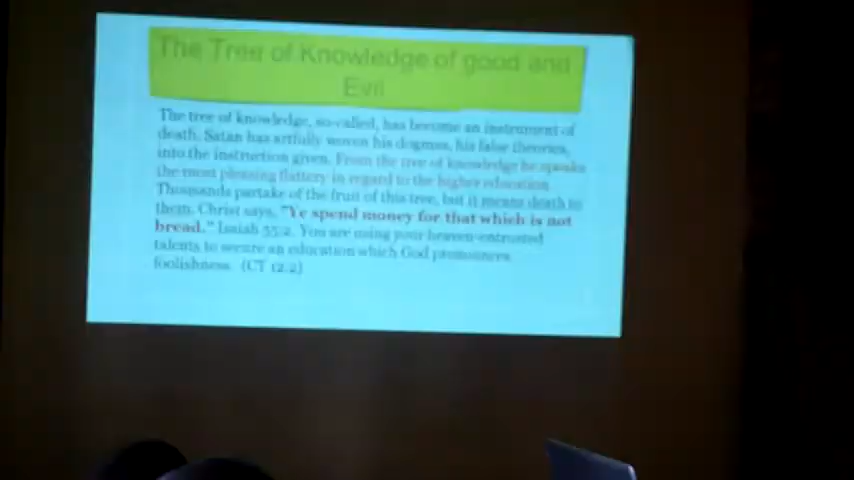 The Tree of Knowledge of good and
Evil
The tree of knowledge, so-called, has become an instrument of
death. Satan has artfully woven his dogmas, his false theories,
into the instruction given. From the tree of knowledge he speaks
the most pleasing flattery in regard to the higher education.
Thousands partake of the fruit of this tree, but it means death to
them. Christ says, "Ye spend money for that which is not
bread." Isaiah 55:2. You are using your heaven-entrusted
talents to secure an education which God pronounces
foolishness. (CT 12.2)